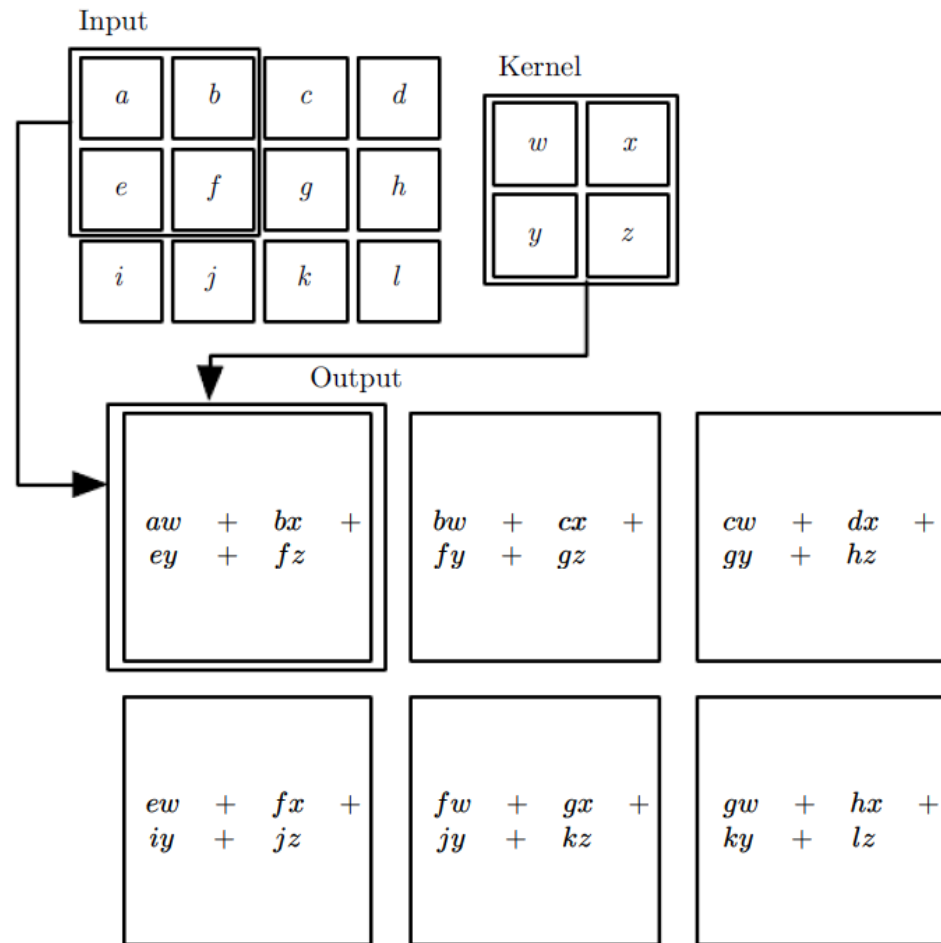 Input
Kernel
a b c d
w x
e f g h
y z
i j k l
Output
aw + bx +
ey + fz
bw + cx +
fy + gz
cw + dx +
gy + hz
ew + fx +
iy + jz
fw + gx +
jy + kz
gw + hx +
ky + lz